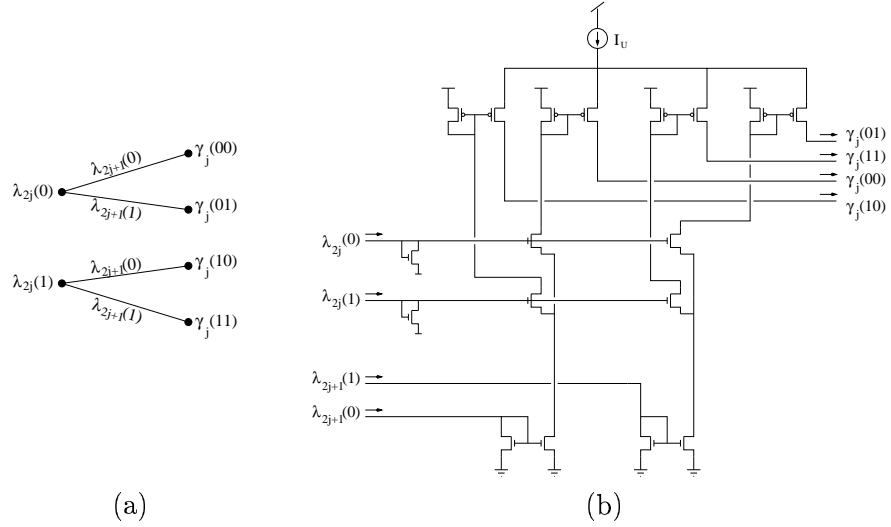 λ2j(0)
λ2j+1(0)
λ2j+1(1)
γj(00)
γj(01)
λ2j(1)
λ2j+1(0)
λ2j+1(1)
γj(10)
γj(11)
(a)
IU
γj(01)
γj(11)
γj(00)
γj(10)
λ2j(0)
λ2j(1)
λ2j+1(1)
λ2j+1(0)
(b)